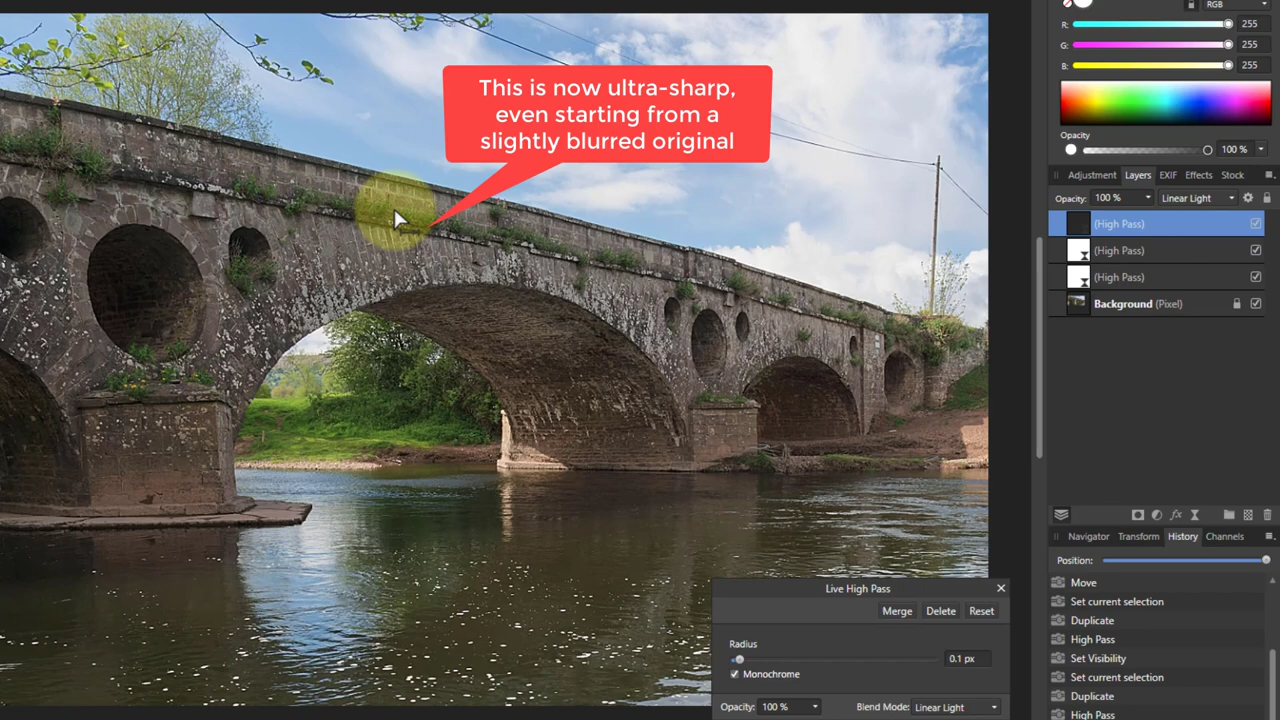 RGB
This is now ultra-sharp,
even starting from a
slightly blurred original
R: 255
G: 255
B: 255
Opacity
100 %
Adjustment Layers EXIF Effects Stock
Opacity: 100 % Linear Light
(High Pass)
(High Pass)
(High Pass)
Background (Pixel)
Navigator Transform History Channels
Position:
Move
Set current selection
Duplicate
High Pass
Set Visibility
Set current selection
Duplicate
High Pass
Live High Pass
Merge Delete Reset
Radius
0.1 px
Monochrome
Opacity: 100 % Blend Mode: Linear Light